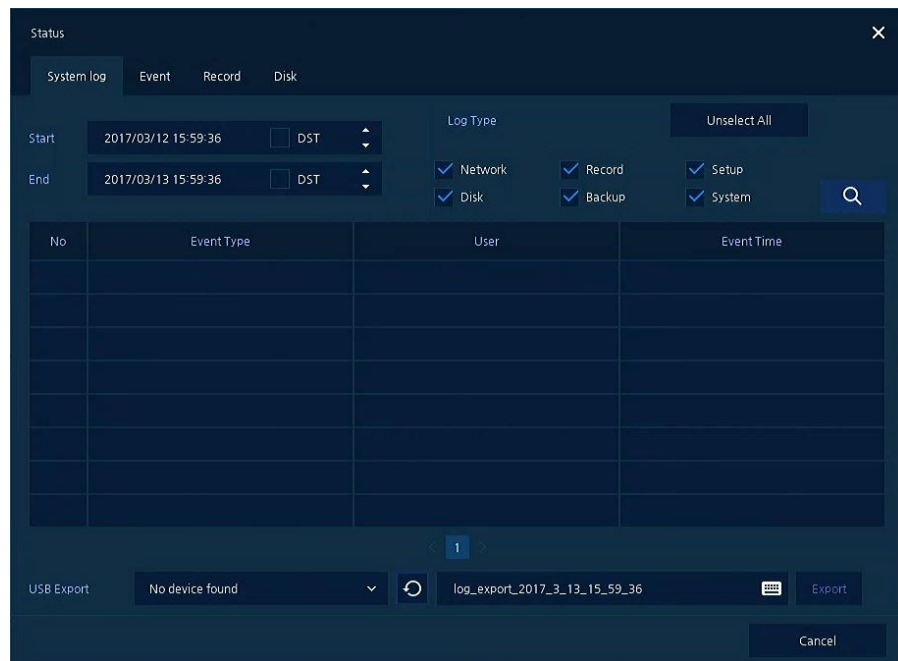 Status
System log Event Record Disk
Log Type Unselect All
Start 2017/03/12 15:59:36 DST
Network Record Setup
End 2017/03/13 15:59:36 DST
Disk Backup System
No Event Type User Event Time
1
USB Export No device found log_export_2017_3_13_15_59_36 Export
Cancel